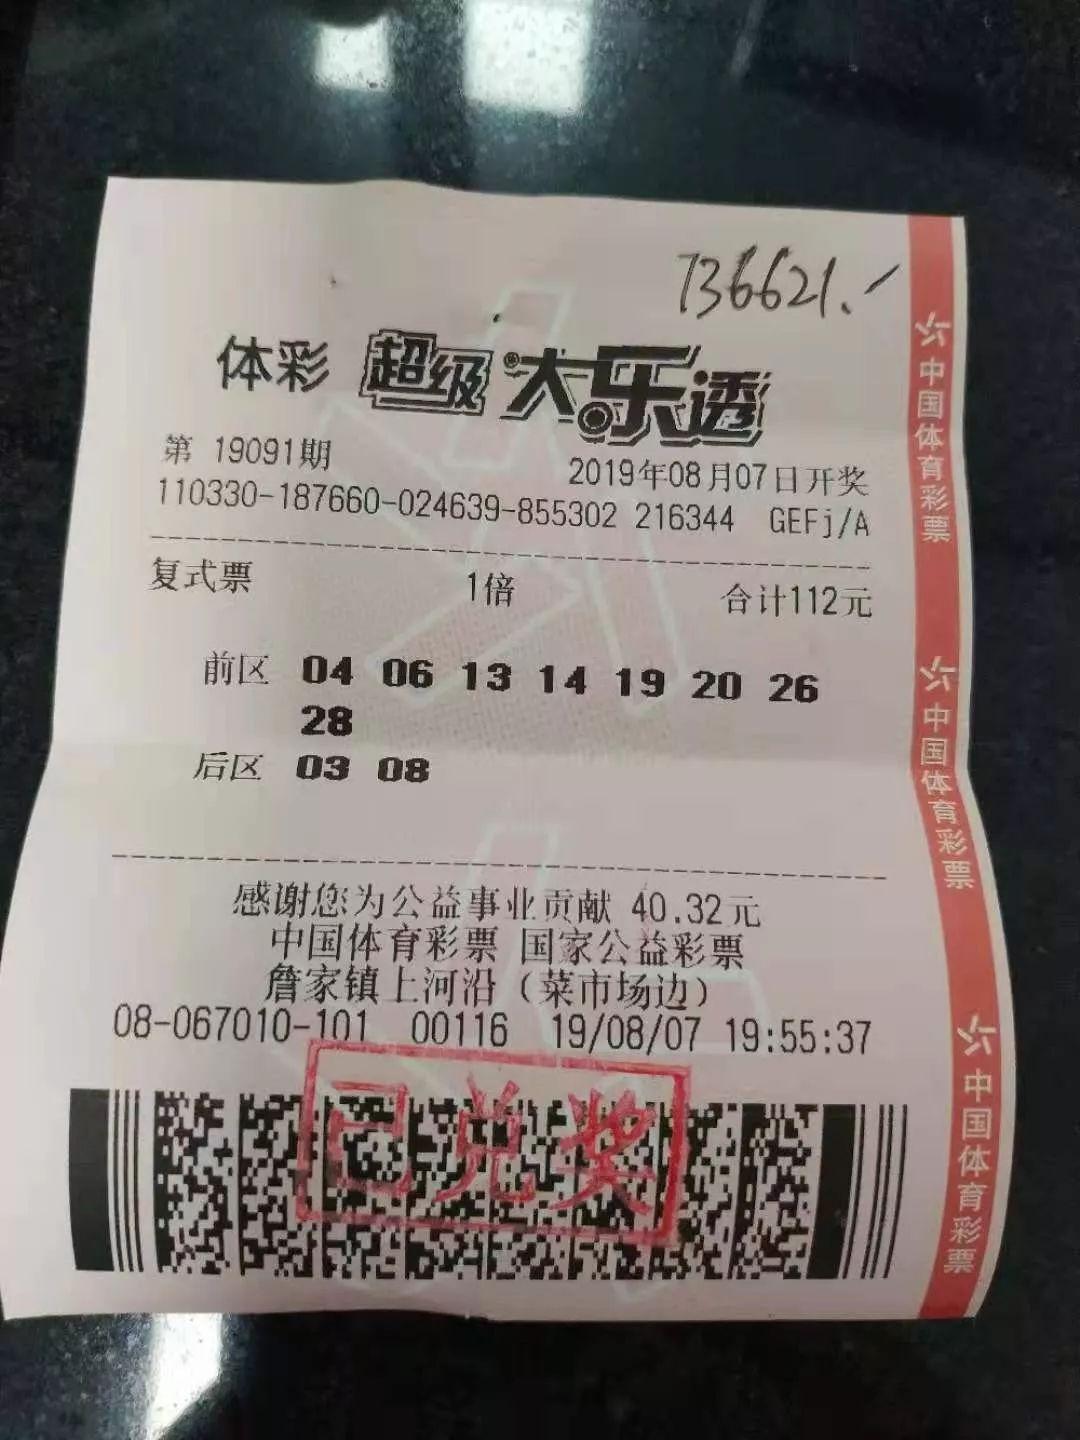 736621.
体彩 超级大乐透
第 19091期 2019年08月07日开奖
110330-187660-024639-855302 216344 GEFj/A
复式票 1倍 合计112元
前区 04 06 13 14 19 20 26
28
后区 03 08
感谢您为公益事业贡献 40.32元
中国体育彩票 国家公益彩票
詹家镇上河沿（菜市场边）
08-067010-101 00116 19/08/07 19:55:37
已兑奖
中国体育彩票
中国体育彩票
中国体育彩票